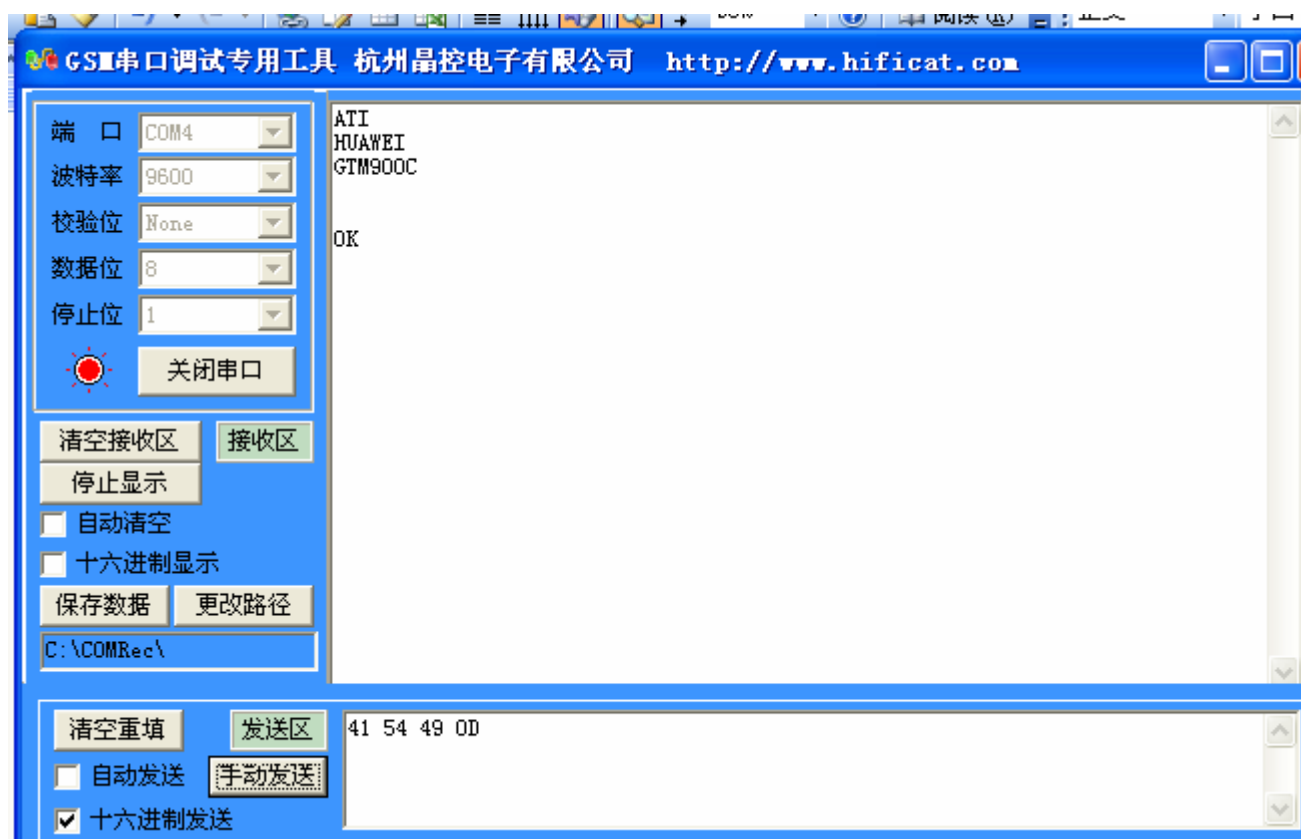 GSM串口调试专用工具 杭州晶控电子有限公司 http://www.hificat.com
端 口 COM4
波特率 9600
校验位 None
数据位 8
停止位 1
关闭串口
清空接收区 接收区
停止显示
自动清空
十六进制显示
保存数据 更改路径
C:\COMRec\
ATI
HUAWEI
GTM900C
OK
清空重填 发送区
自动发送 手动发送
十六进制发送
41 54 49 0D